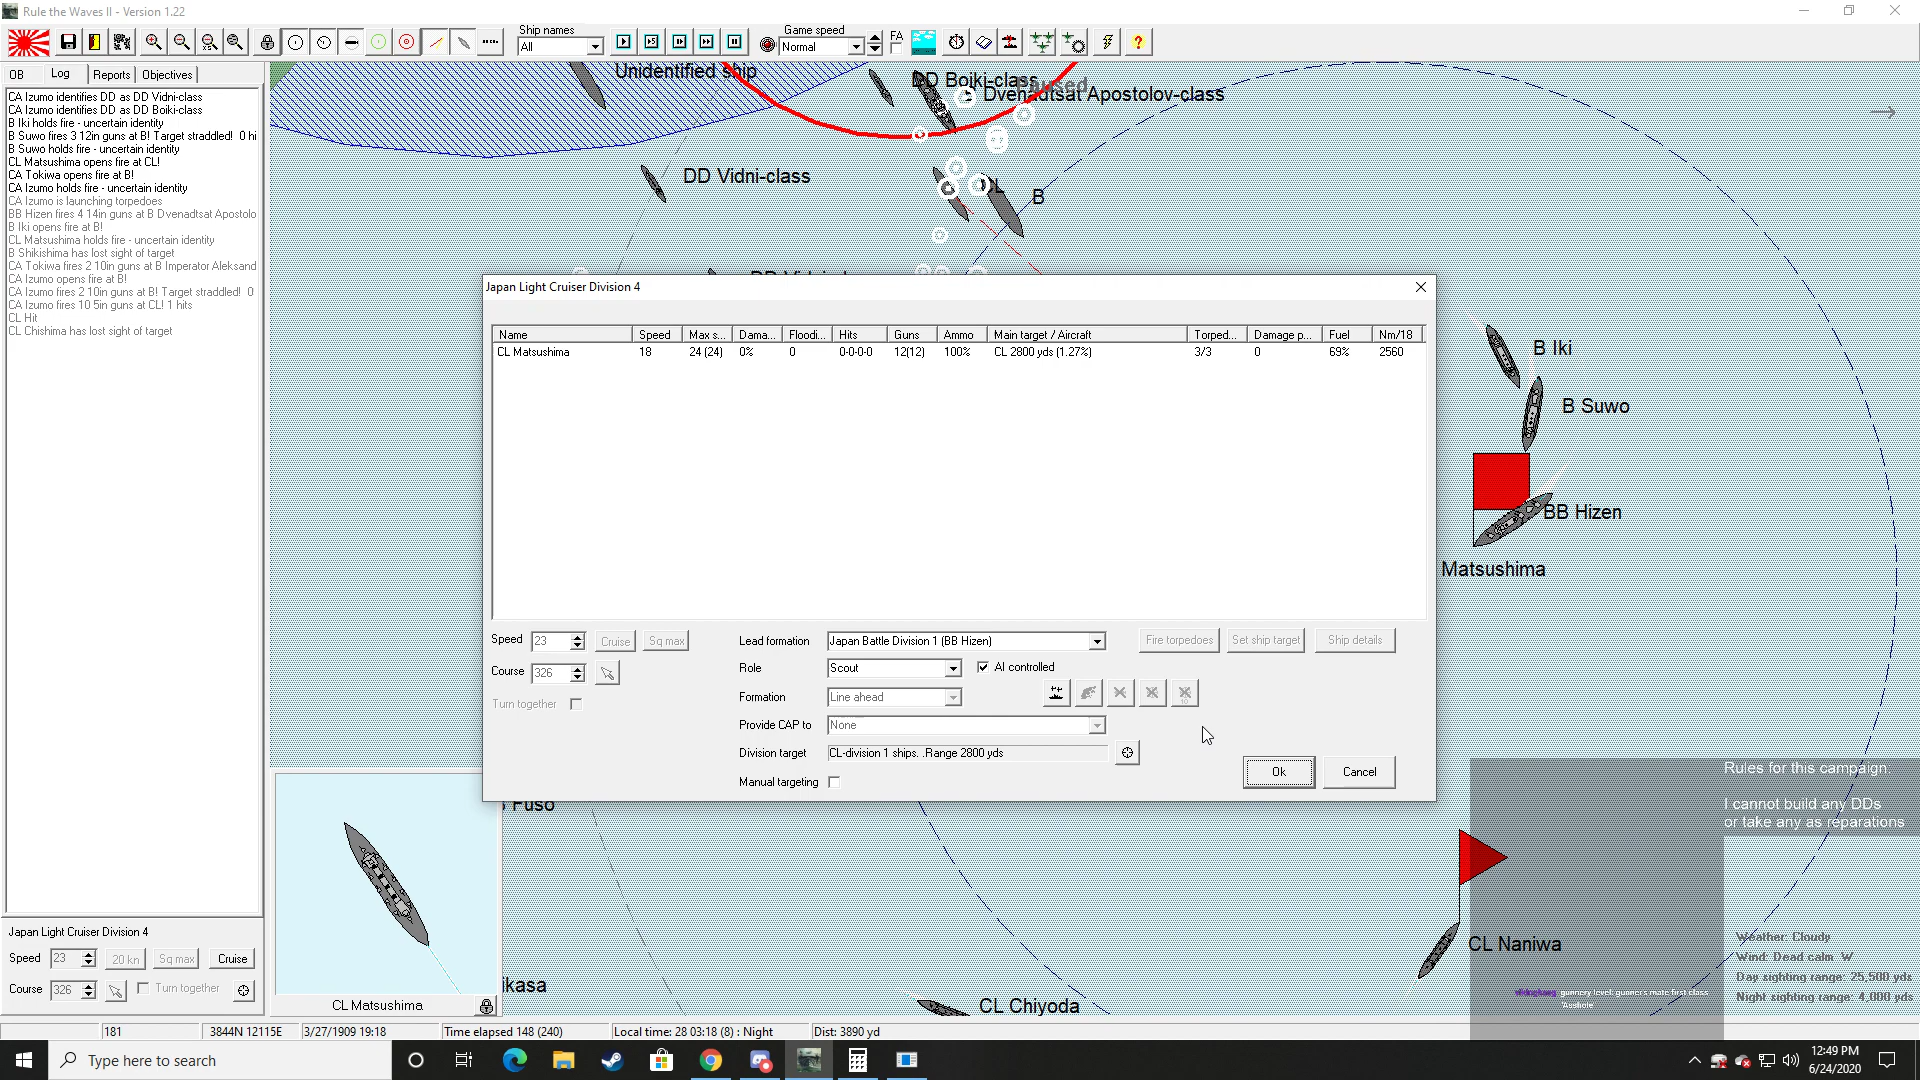 Rule the Waves II - Version 1.22
Ship names
All
Game speed
Normal
FA
OB
Log
Reports
Objectives
CA Izumo identifies DD as DD Vidni-class
CA Izumo identifies DD as DD Boiki-class
B Iki holds fire - uncertain identity
B Suwo fires 3 12in guns at B! Target straddled!  0 hi
B Suwo holds fire - uncertain identity
CL Matsushima opens fire at CL!
CA Tokiwa opens fire at B!
CA Izumo holds fire - uncertain identity
CA Izumo is launching torpedoes
BB Hizen fires 4 14in guns at B Dvenadtsat Apostolo
B Iki opens fire at B!
CL Matsushima holds fire - uncertain identity
B Shikishima has lost sight of target
CA Tokiwa fires 2 10in guns at B Imperator Aleksand
CA Izumo opens fire at B!
CA Izumo fires 2 10in guns at B! Target straddled!  0
CA Izumo fires 10 5in guns at CL! 1 hits
CL Hit
CL Chishima has lost sight of target
Unidentified ship
DD Boiki-class
Paused
Dvenadtsat Apostolov-class
DD Vidni-class
CL
B
Japan Light Cruiser Division 4
Name Speed Max s... Dama... Floodi... Hits Guns Ammo Main target / Aircraft Torped... Damage p... Fuel Nm/18
CL Matsushima 18 24 (24) 0% 0 0-0-0-0 12(12) 100% CL 2800 yds (1.27%) 3/3 0 69% 2560
Speed 23 Cruise Sq max
Course 326
Turn together
Lead formation Japan Battle Division 1 (BB Hizen)
Role Scout AI controlled
Formation Line ahead
Provide CAP to None
Division target CL-division 1 ships. .Range 2800 yds
Manual targeting
Fire torpedoes Set ship target Ship details
10
Ok Cancel
B Iki
B Suwo
BB Hizen
Matsushima
Fuso
ikasa
CL Chiyoda
CL Naniwa
Rules for this campaign:
I cannot build any DDs
or take any as reparations
Weather: Cloudy
Wind: Dead calm W
Day sighting range: 25,500 yds
Night sighting range: 4,000 yds
gunnery level: gunners mate first class
Asshole
Japan Light Cruiser Division 4
Speed 23 20 kn Sq max Cruise
Course 326 Turn together
CL Matsushima
181
3844N 12115E
3/27/1909 19:18
Time elapsed 148 (240)
Local time: 28 03:18 (8) : Night
Dist: 3890 yd
Type here to search
12:49 PM
6/24/2020